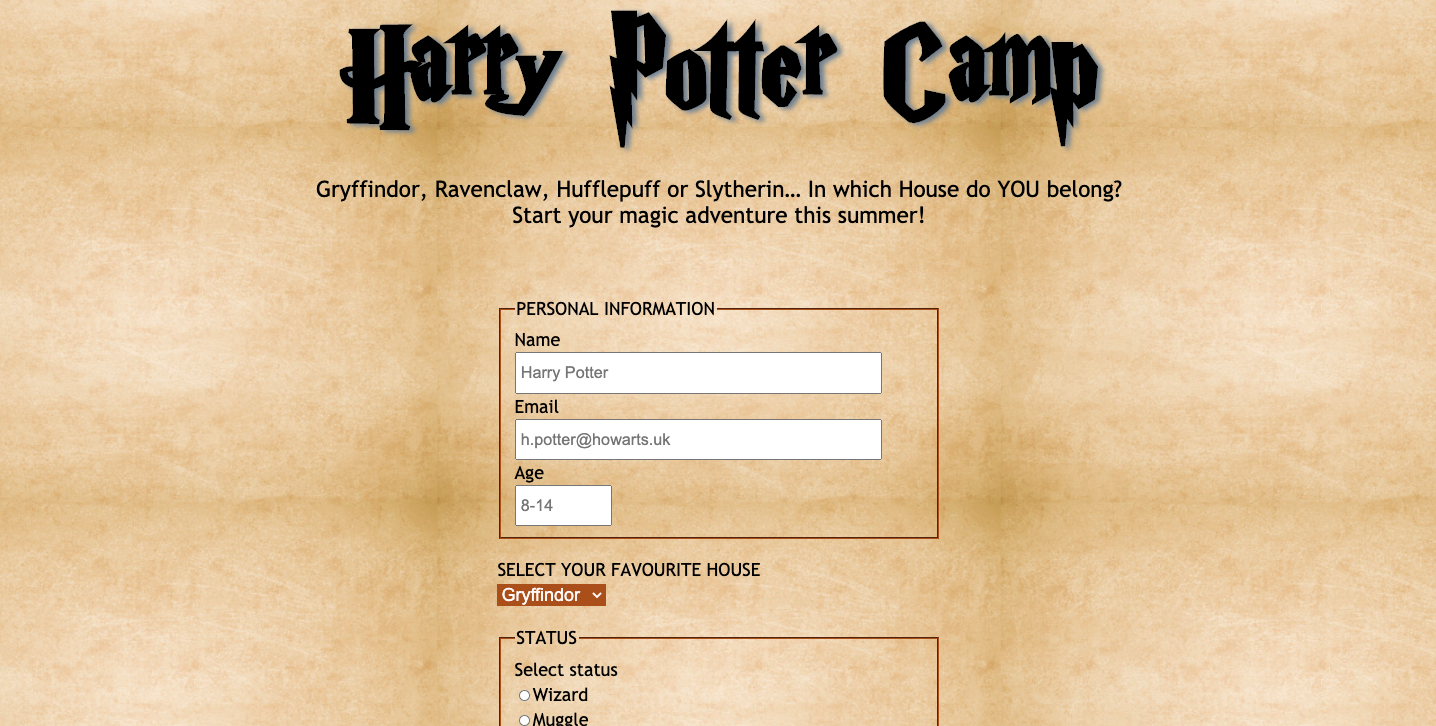 Harry Potter Camp
Gryffindor, Ravenclaw, Hufflepuff or Slytherin... In which House do YOU belong?
Start your magic adventure this summer!
PERSONAL INFORMATION
Name
Harry Potter
Email
h.potter@howarts.uk
Age
8-14
SELECT YOUR FAVOURITE HOUSE
Gryffindor
STATUS
Select status
Wizard
Muggle